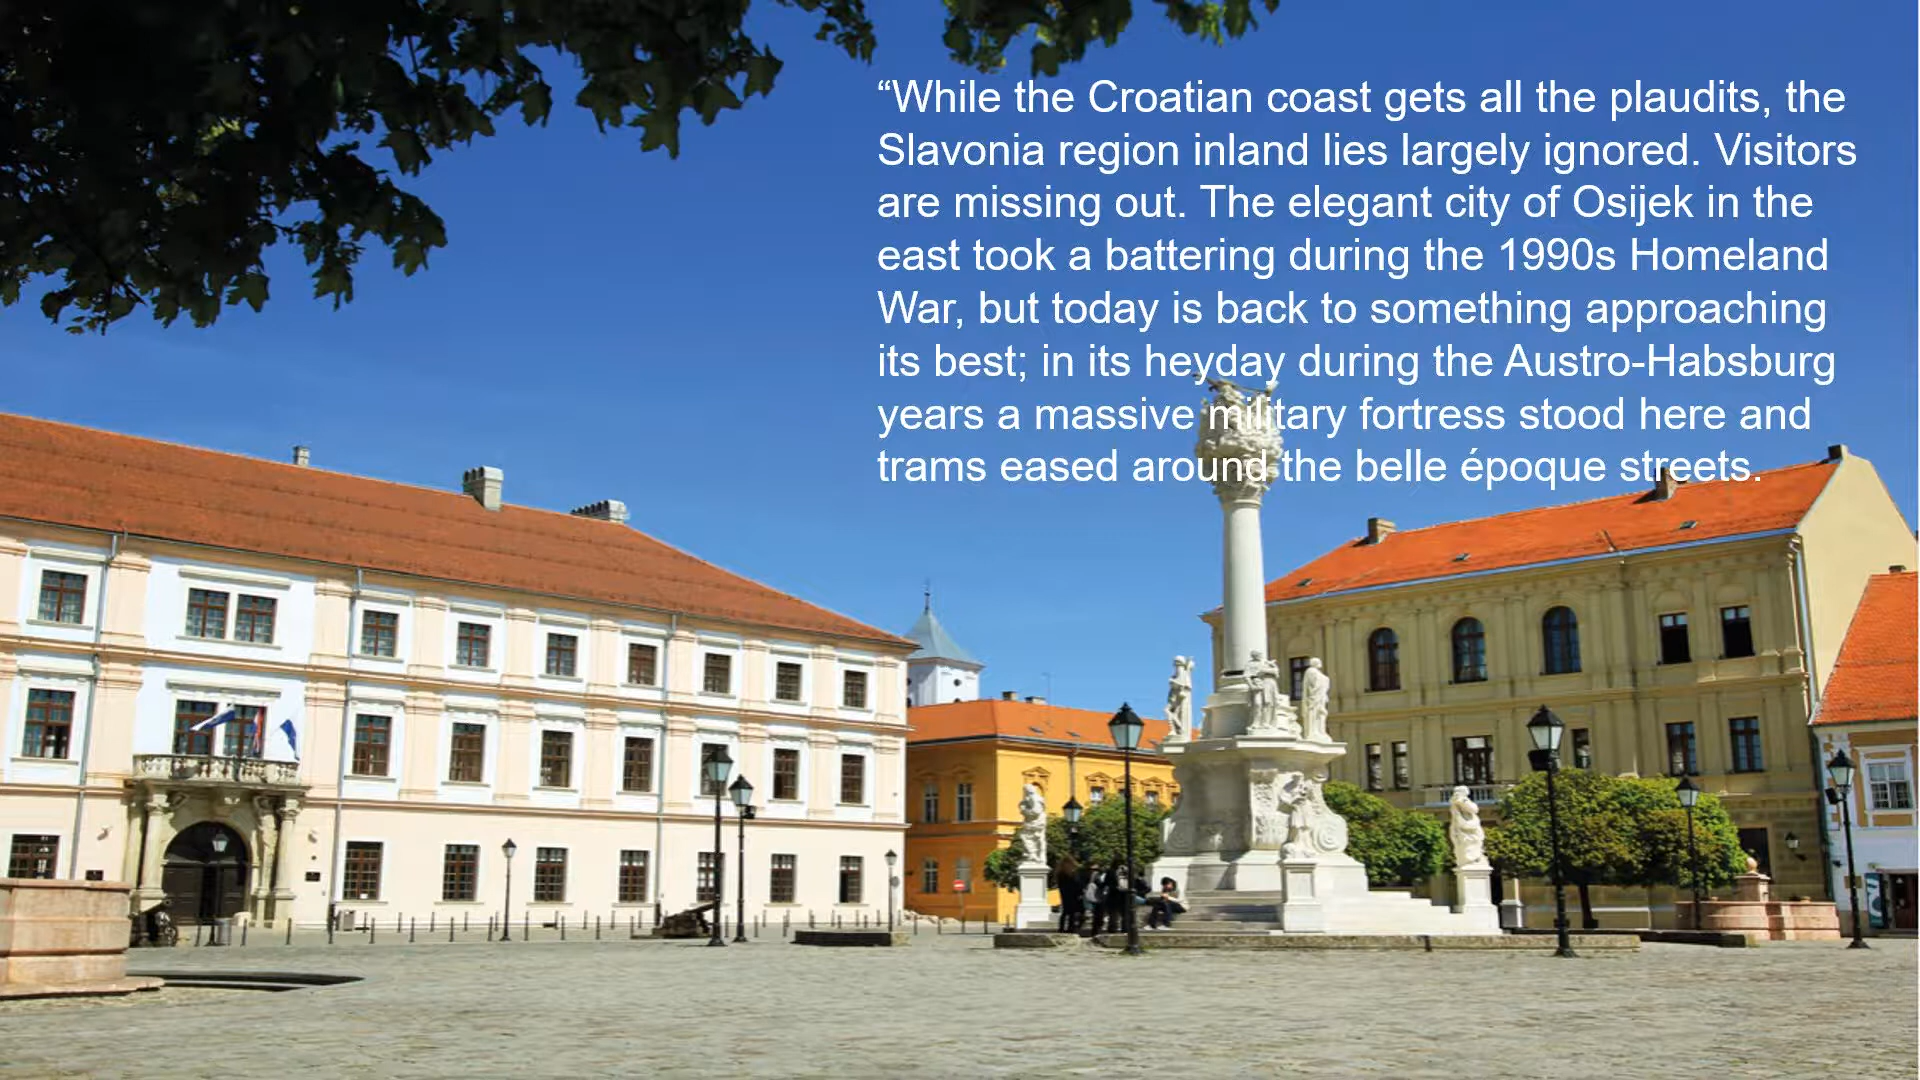 “While the Croatian coast gets all the plaudits, the
Slavonia region inland lies largely ignored. Visitors
are missing out. The elegant city of Osijek in the
east took a battering during the 1990s Homeland
War, but today is back to something approaching
its best; in its heyday during the Austro-Habsburg
years a massive military fortress stood here and
trams eased around the belle époque streets.